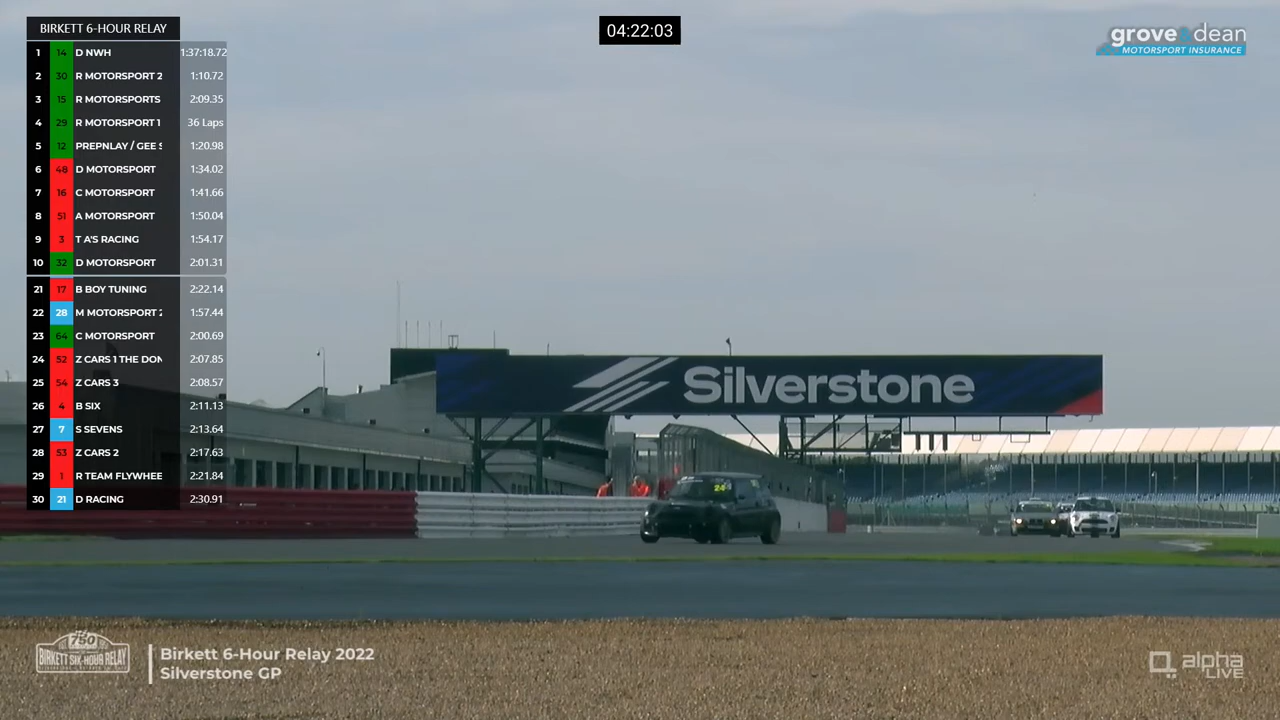 BIRKETT 6-HOUR RELAY
04:22:03
grove&dean
MOTORSPORT INSURANCE
1 14 D NWH 1:37:18.72
2 30 R MOTORSPORT 2 1:10.72
3 15 R MOTORSPORTS 2:09.35
4 29 R MOTORSPORT 1 36 Laps
5 12 PREPNLAY / GEE S 1:20.98
6 48 D MOTORSPORT 1:34.02
7 16 C MOTORSPORT 1:41.66
8 51 A MOTORSPORT 1:50.04
9 3 T A'S RACING 1:54.17
10 32 D MOTORSPORT 2:01.31
21 17 B BOY TUNING 2:22.14
22 28 M MOTORSPORT 2 1:57.44
23 64 C MOTORSPORT 2:00.69
24 52 Z CARS 1 THE DON 2:07.85
25 54 Z CARS 3 2:08.57
26 4 B SIX 2:11.13
27 7 S SEVENS 2:13.64
28 53 Z CARS 2 2:17.63
29 1 R TEAM FLYWHEE 2:21.84
30 21 D RACING 2:30.91
Silverstone
24
750
BIRKETT SIX-HOUR RELAY
Birkett 6-Hour Relay 2022
Silverstone GP
alpha
LIVE